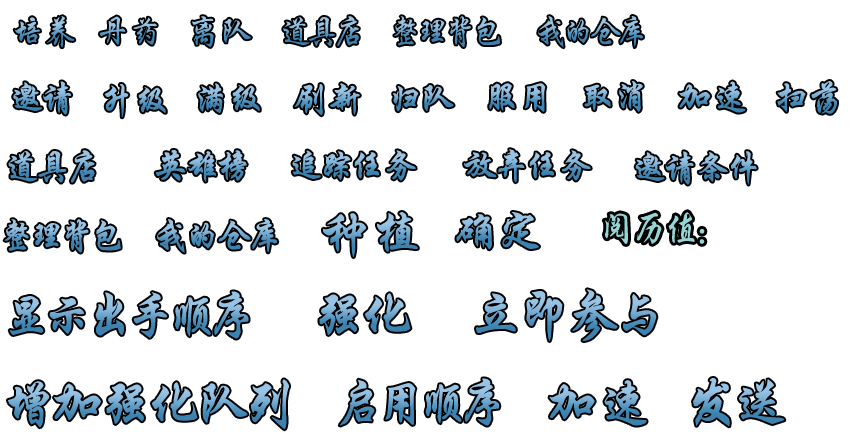 培养 丹药 离队 道具店 整理背包 我的仓库
邀请 升级 满级 刷新 归队 服用 取消 加速 扫荡
道具店 英雄榜 追踪任务 放弃任务 邀请条件
整理背包 我的仓库 种植 确定 阅历值:
显示出手顺序 强化 立即参与
增加强化队列 启用顺序 加速 发送